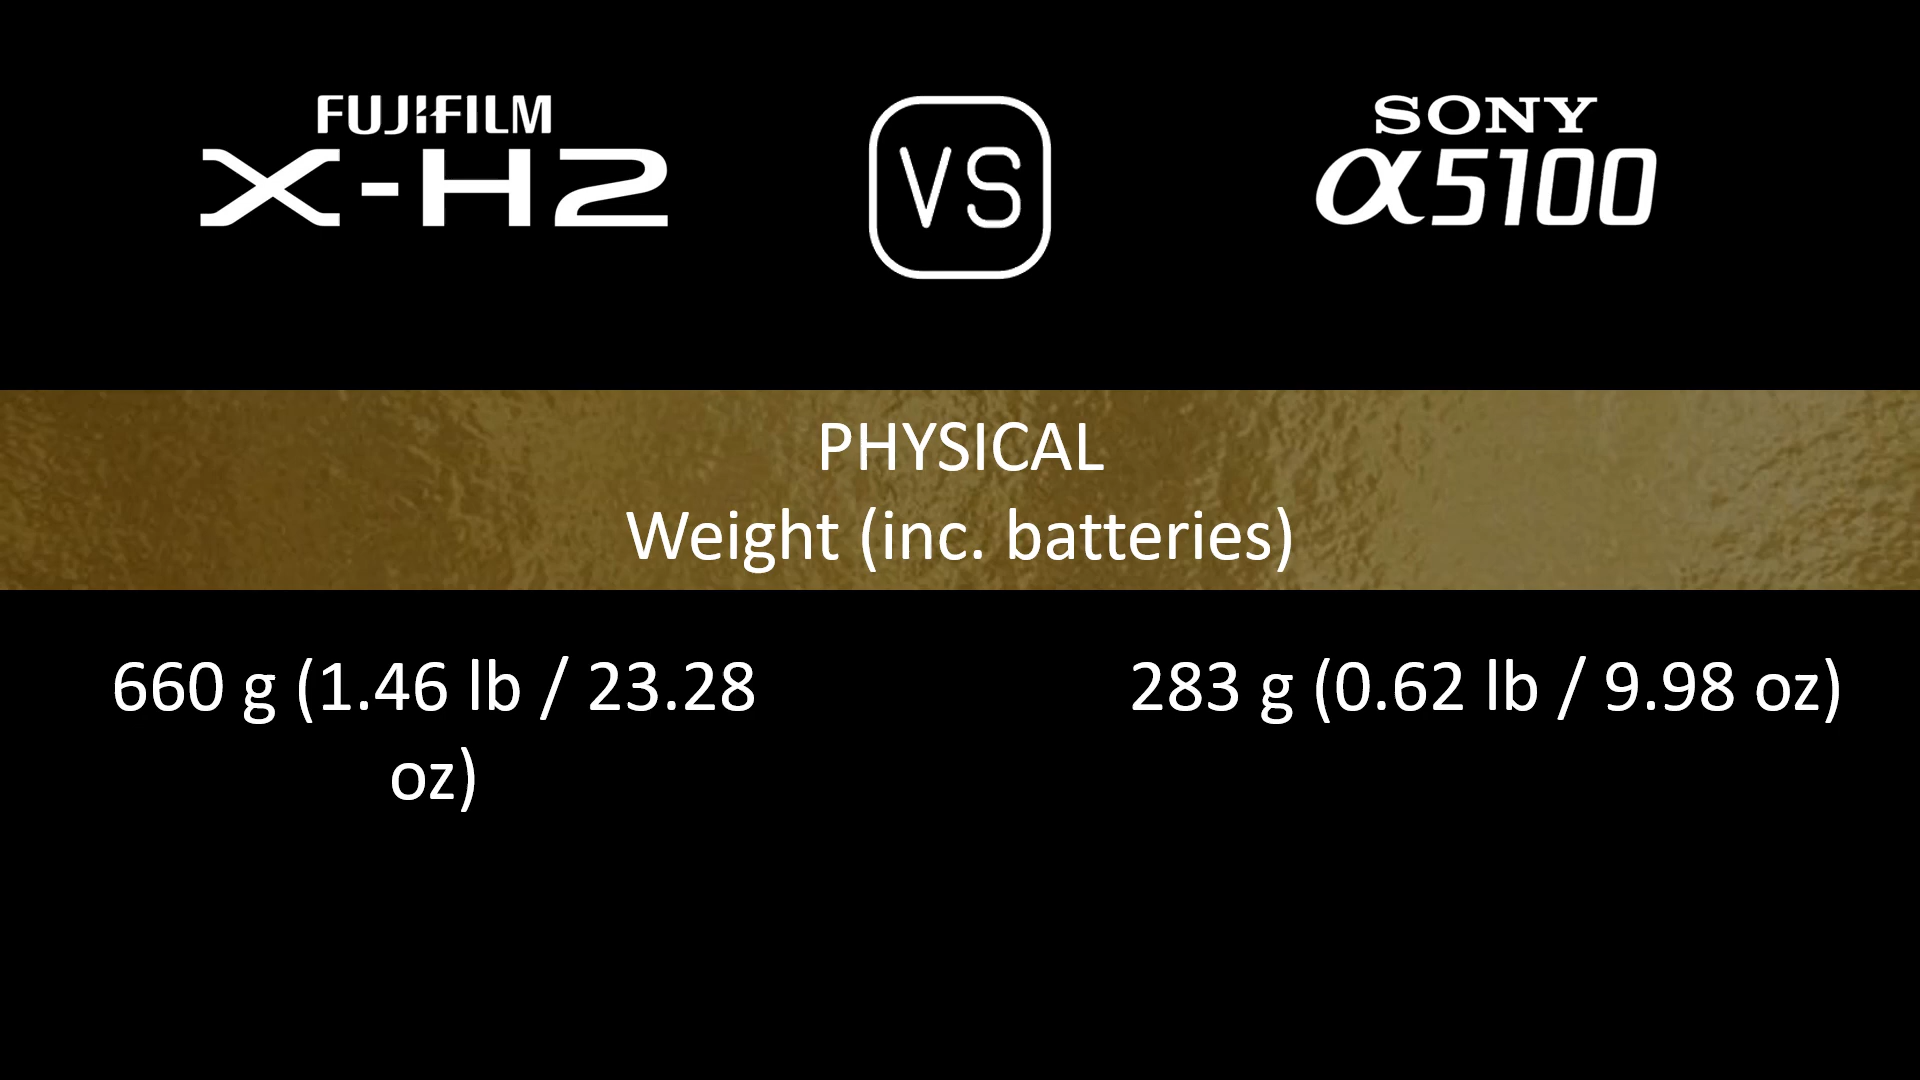 FUJIFILM
X-H2
VS
SONY
α5100
PHYSICAL
Weight (inc. batteries)
660 g (1.46 lb / 23.28
oz)
283 g (0.62 lb / 9.98 oz)